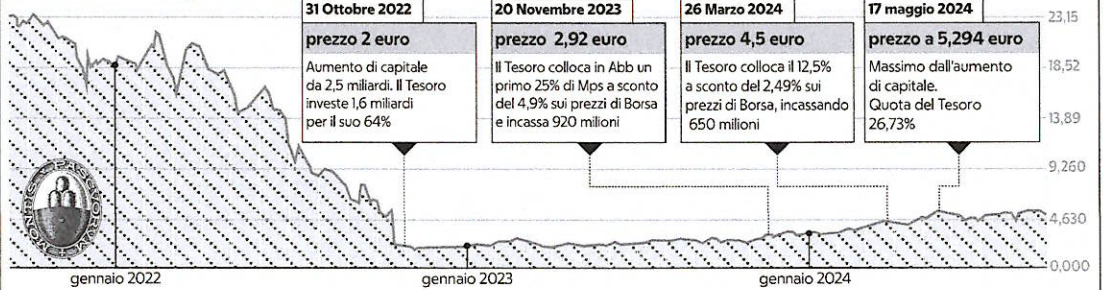 31 Ottobre 2022
prezzo 2 euro
Aumento di capitale
da 2,5 miliardi. Il Tesoro
investe 1,6 miliardi
per il suo 64%
20 Novembre 2023
prezzo 2,92 euro
Il Tesoro colloca in Abb un
primo 25% di Mps a sconto
del 4,9% sui prezzi di Borsa
e incassa 920 milioni
26 Marzo 2024
prezzo 4,5 euro
Il Tesoro colloca il 12,5%
a sconto del 2,49% sui
prezzi di Borsa, incassando
650 milioni
17 maggio 2024
prezzo a 5,294 euro
Massimo dall'aumento
di capitale.
Quota del Tesoro
26,73%
23,15
18,52
13,89
9,260
4,630
0,000
gennaio 2022
gennaio 2023
gennaio 2024